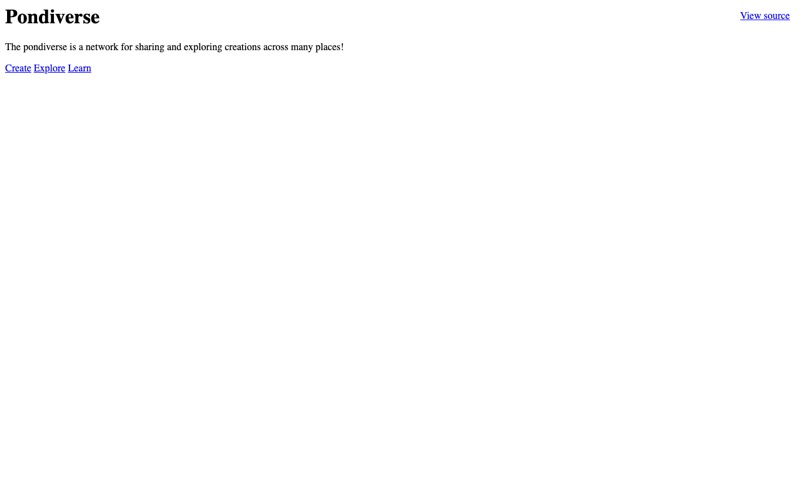 Pondiverse
View source
The pondiverse is a network for sharing and exploring creations across many places!
Create Explore Learn